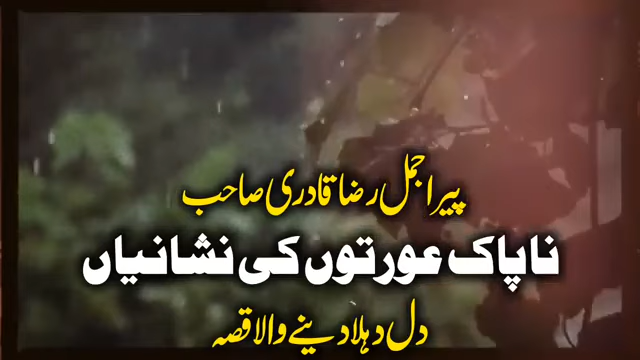 پیر اجمل رضا قادری صاحب
ناپاک عورتوں کی نشانیاں
دل دہلا دینے والا قصہ